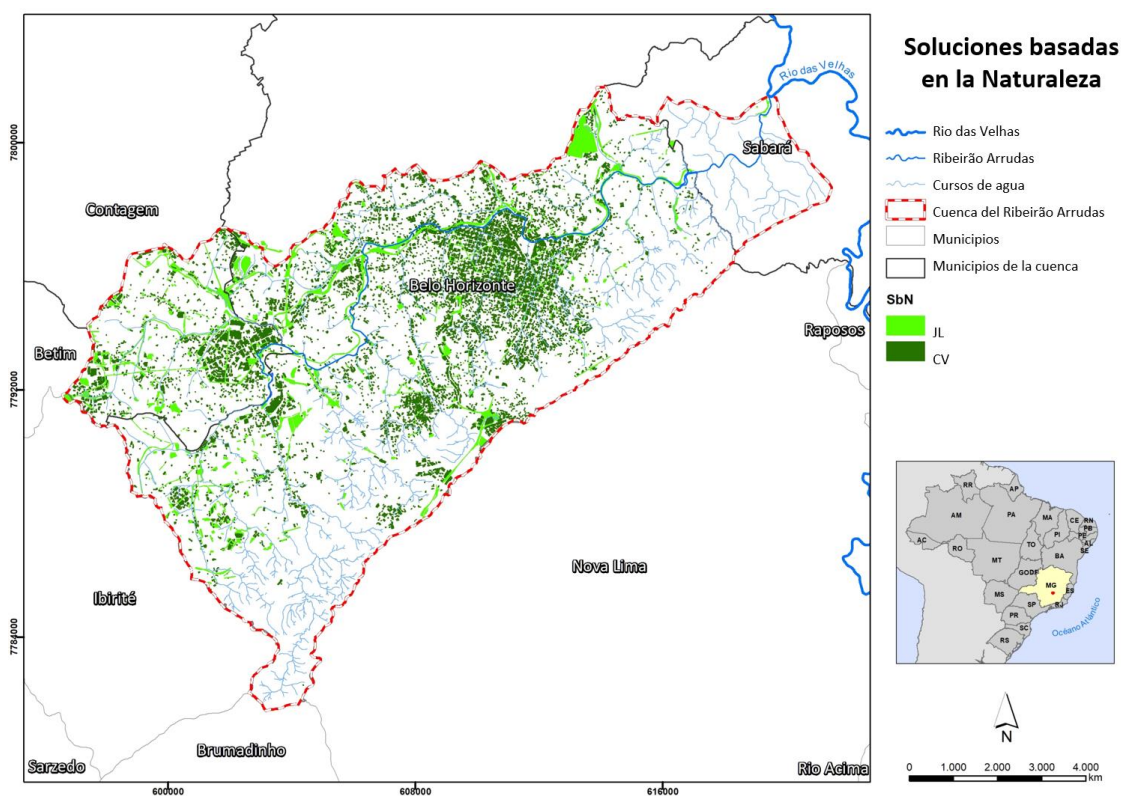 Soluciones basadas
en la Naturaleza
Rio das Velhas
Ribeirão Arrudas
Cursos de agua
Cuenca del Ribeirão Arrudas
Municipios
Municipios de la cuenca
SbN
JL
CV
Rio das Velhas
Sabará
Contagem
Belo Horizonte
Raposos
Betim
Nova Lima
Ibirité
Brumadinho
Sarzedo
Rio Acima
780000
7792000
7784000
600000
608000
616000
RR
AP
AM
PA
MA
CE
RN
PB
PE
AL
SE
PI
AC
RO
TO
BA
MT
GO
DF
MG
ES
MS
SP
RJ
PR
SC
RS
Océano Atlántico
N
0 1.000 2.000 3.000 4.000
km